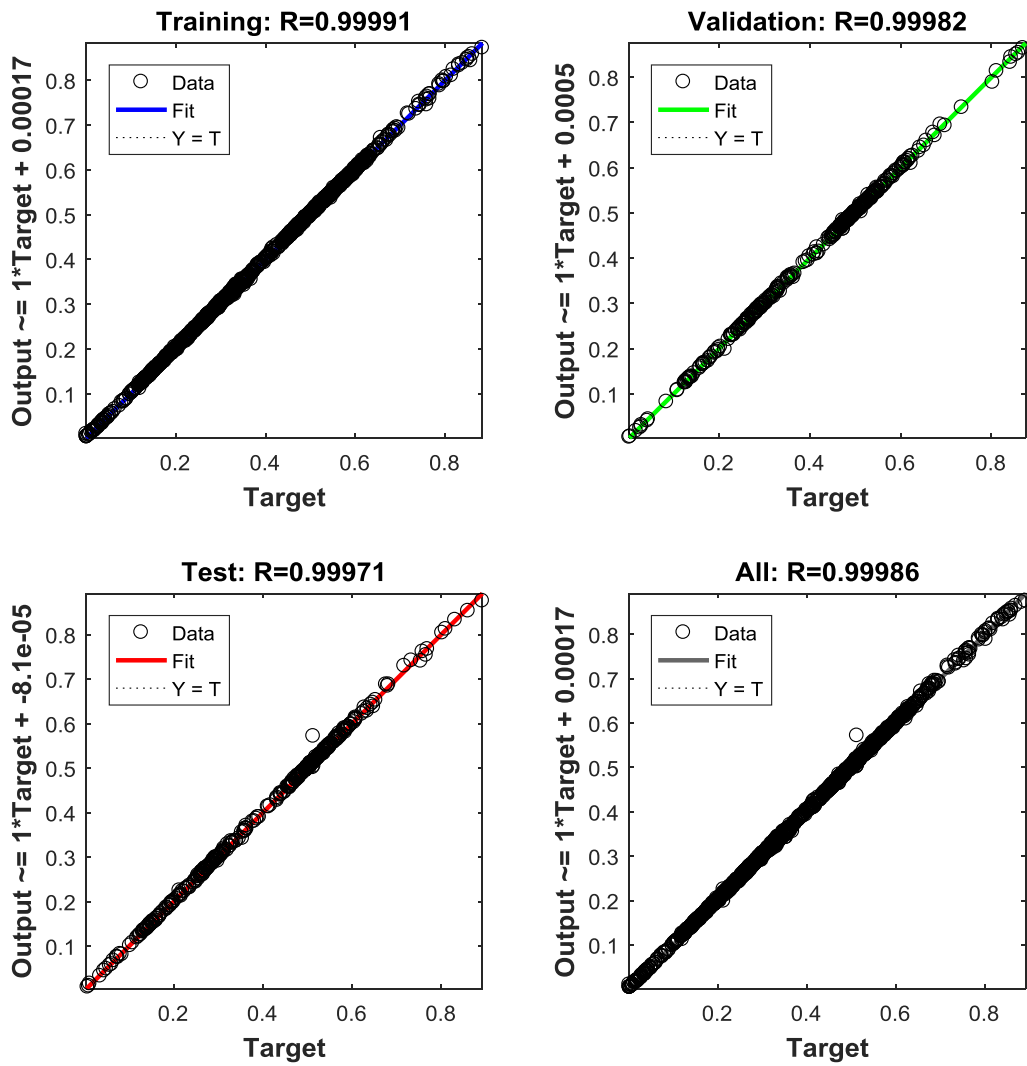 Training: R=0.99991
Output ~= 1*Target + 0.00017
0.8
0.7
0.6
0.5
0.4
0.3
0.2
0.1
Data
Fit
Y = T
0.2
0.4
0.6
0.8
Target
Validation: R=0.99982
Output ~= 1*Target + 0.0005
0.8
0.7
0.6
0.5
0.4
0.3
0.2
0.1
Data
Fit
Y = T
0.2
0.4
0.6
0.8
Target
Test: R=0.99971
Output ~= 1*Target + -8.1e-05
0.8
0.7
0.6
0.5
0.4
0.3
0.2
0.1
Data
Fit
Y = T
0.2
0.4
0.6
0.8
Target
All: R=0.99986
Output ~= 1*Target + 0.00017
0.8
0.7
0.6
0.5
0.4
0.3
0.2
0.1
Data
Fit
Y = T
0.2
0.4
0.6
0.8
Target